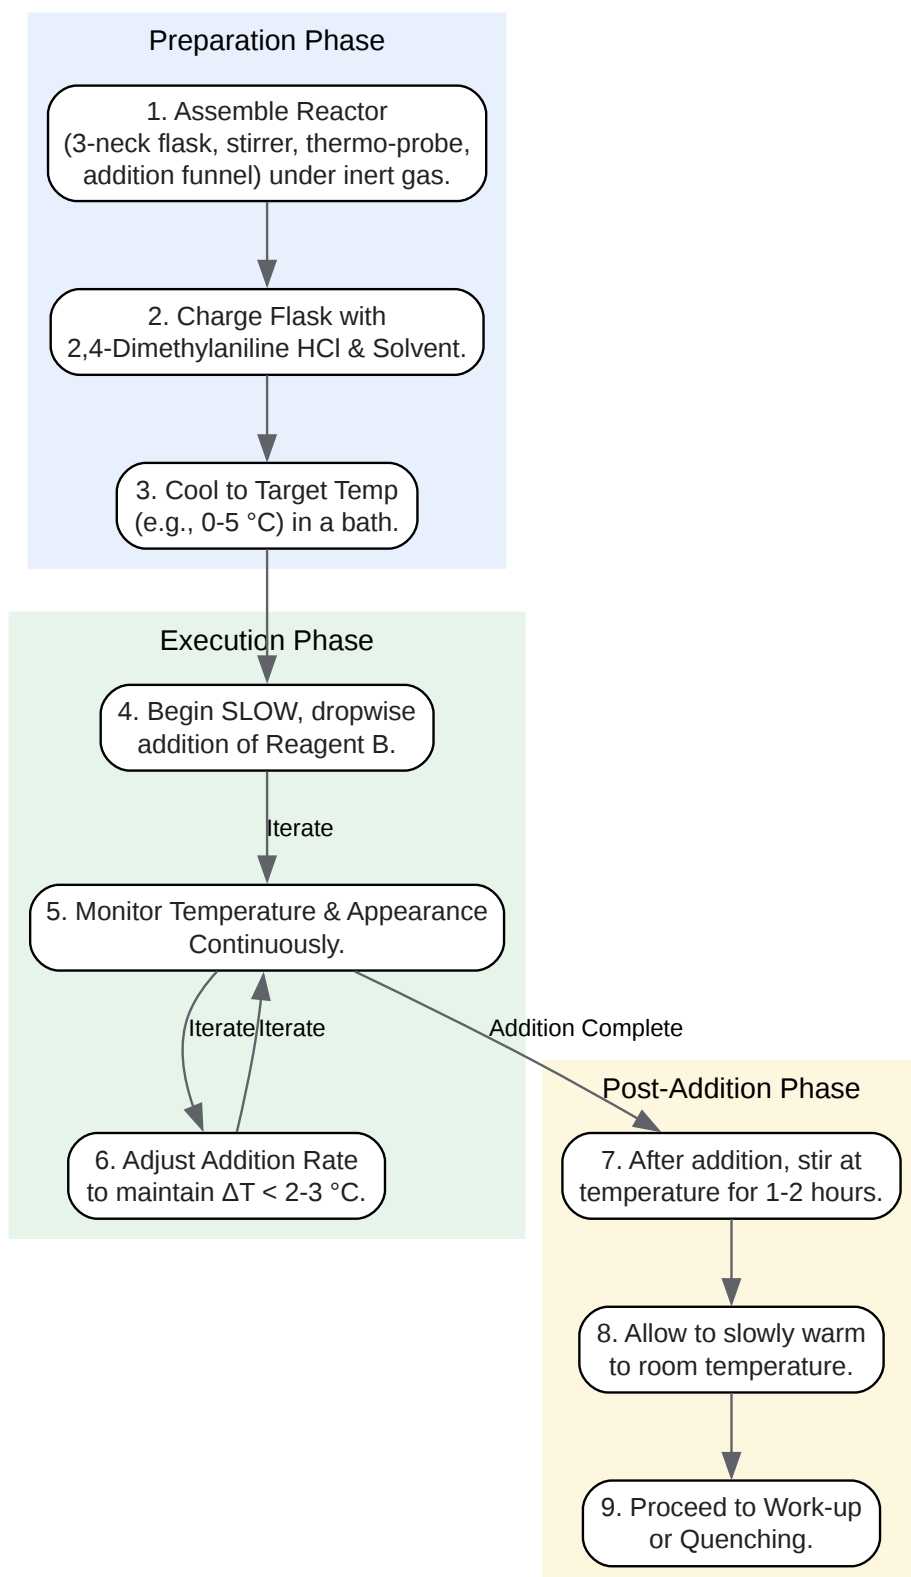 Preparation Phase
1. Assemble Reactor
(3-neck flask, stirrer, thermo-probe,
addition funnel) under inert gas.
2. Charge Flask with
2,4-Dimethylaniline HCl & Solvent.
3. Cool to Target Temp
(e.g., 0-5 °C) in a bath.
Execution Phase
4. Begin SLOW, dropwise
addition of Reagent B.
Iterate
5. Monitor Temperature & Appearance
Continuously.
Iterate
Iterate
Addition Complete
6. Adjust Addition Rate
to maintain ΔT < 2-3 °C.
Post-Addition Phase
7. After addition, stir at
temperature for 1-2 hours.
8. Allow to slowly warm
to room temperature.
9. Proceed to Work-up
or Quenching.